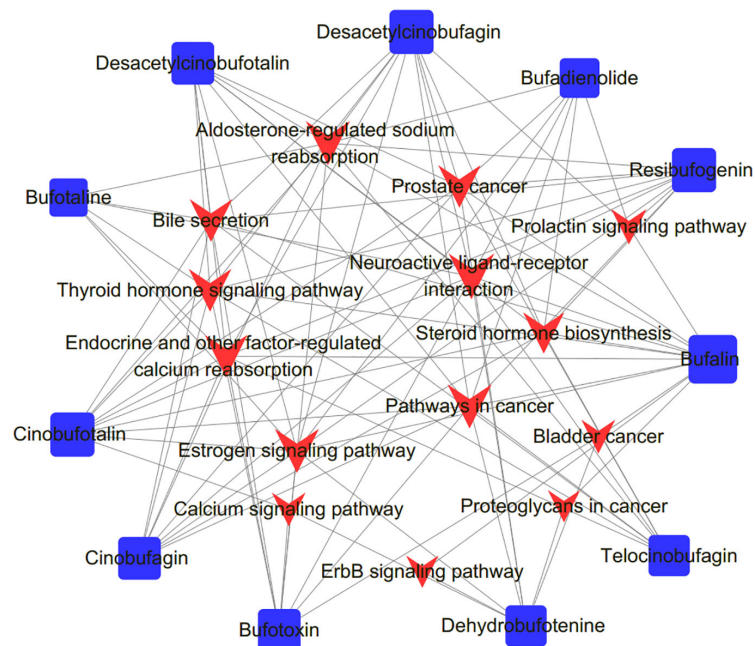 Desacetylcinobufagin
Desacetylcinobufotalin
Bufadienolide
Aldosterone-regulated sodium
reabsorption
Resibufogenin
Prostate cancer
Bufotaline
Bile secretion
Prolactin signaling pathway
Neuroactive ligand-receptor
interaction
Thyroid hormone signaling pathway
Steroid hormone biosynthesis
Endocrine and other factor-regulated
calcium reabsorption
Bufalin
Pathways in cancer
Cinobufotalin
Bladder cancer
Estrogen signaling pathway
Calcium signaling pathway
Proteoglycans in cancer
Cinobufagin
Telocinobufagin
ErbB signaling pathway
Bufotoxin
Dehydrobufotenine